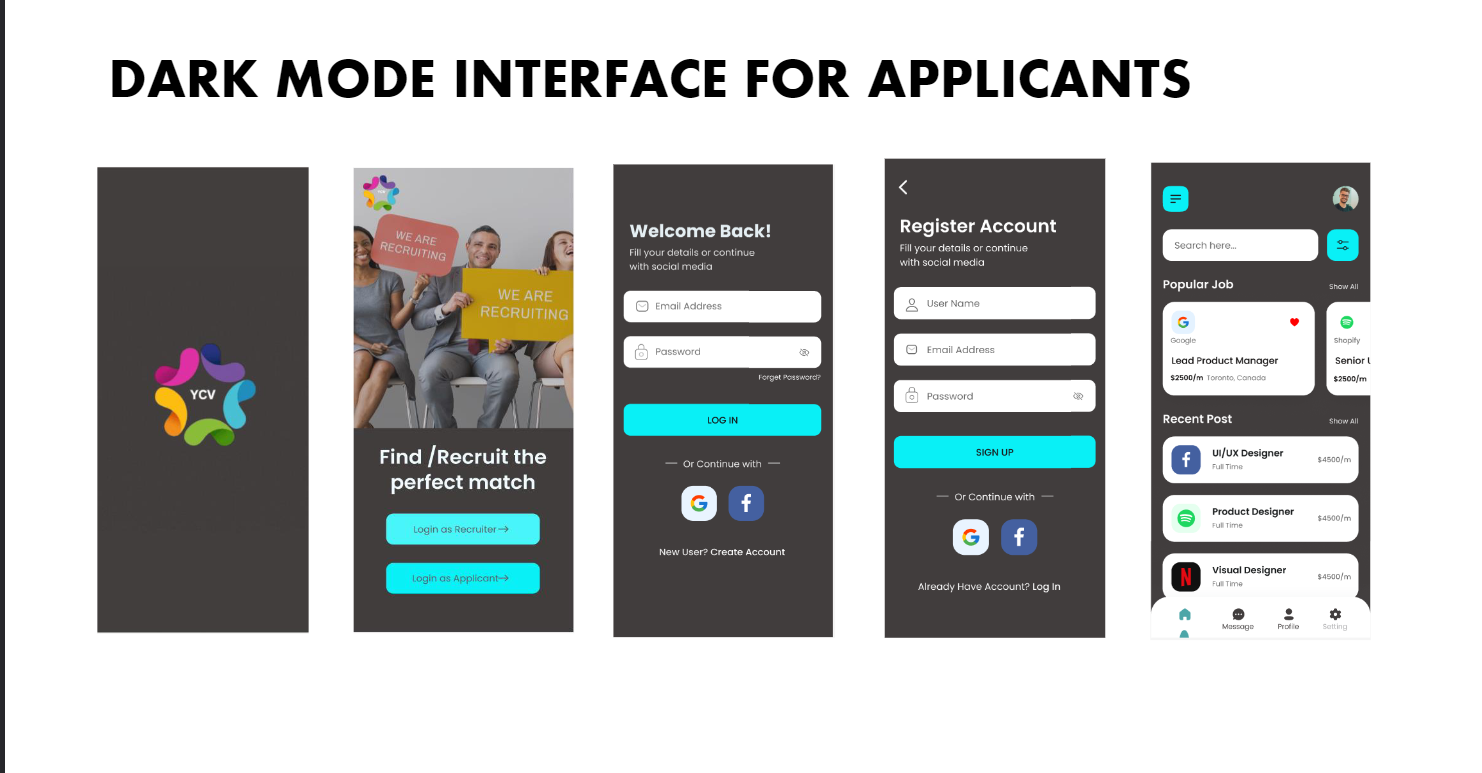 DARK MODE INTERFACE FOR APPLICANTS
YCV
YCV
WE ARE
RECRUITING
WE ARE
RECRUITING
Find /Recruit the
perfect match
Login as Recruiter
Login as Applicant
Welcome Back!
Fill your details or continue
with social media
Email Address
Password
Forget Password?
LOG IN
Or Continue with
New User? Create Account
Register Account
Fill your details or continue
with social media
User Name
Email Address
Password
SIGN UP
Or Continue with
Already Have Account? Log In
Search here...
Popular Job
Show All
Google
Lead Product Manager
$2500/m Toronto, Canada
Shopify
Senior U
$2500/m
Recent Post
Show All
UI/UX Designer
Full Time
$4500/m
Product Designer
Full Time
$4500/m
Visual Designer
Full Time
$4500/m
Message
Profile
Setting